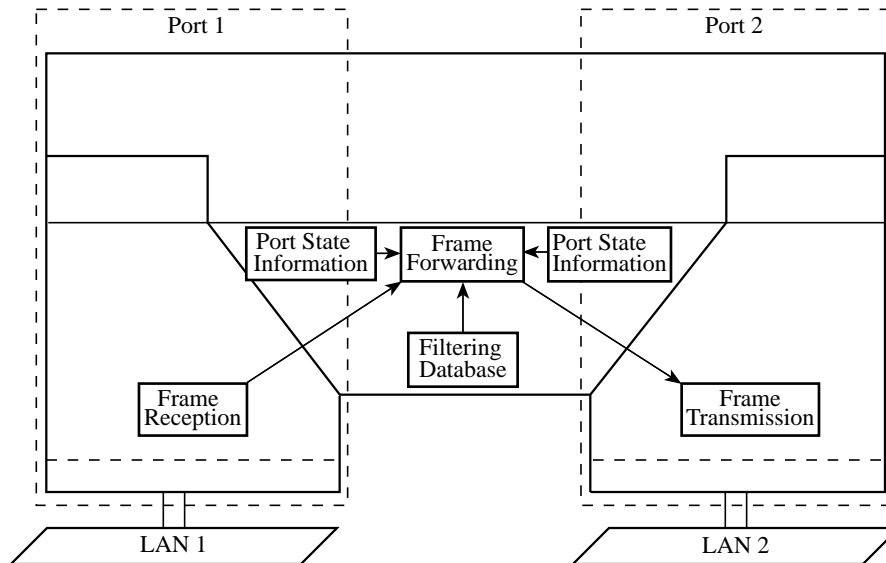 Port 1
Port 2
Port State
Information
Frame
Forwarding
Port State
Information
Filtering
Database
Frame
Reception
Frame
Transmission
LAN 1
LAN 2